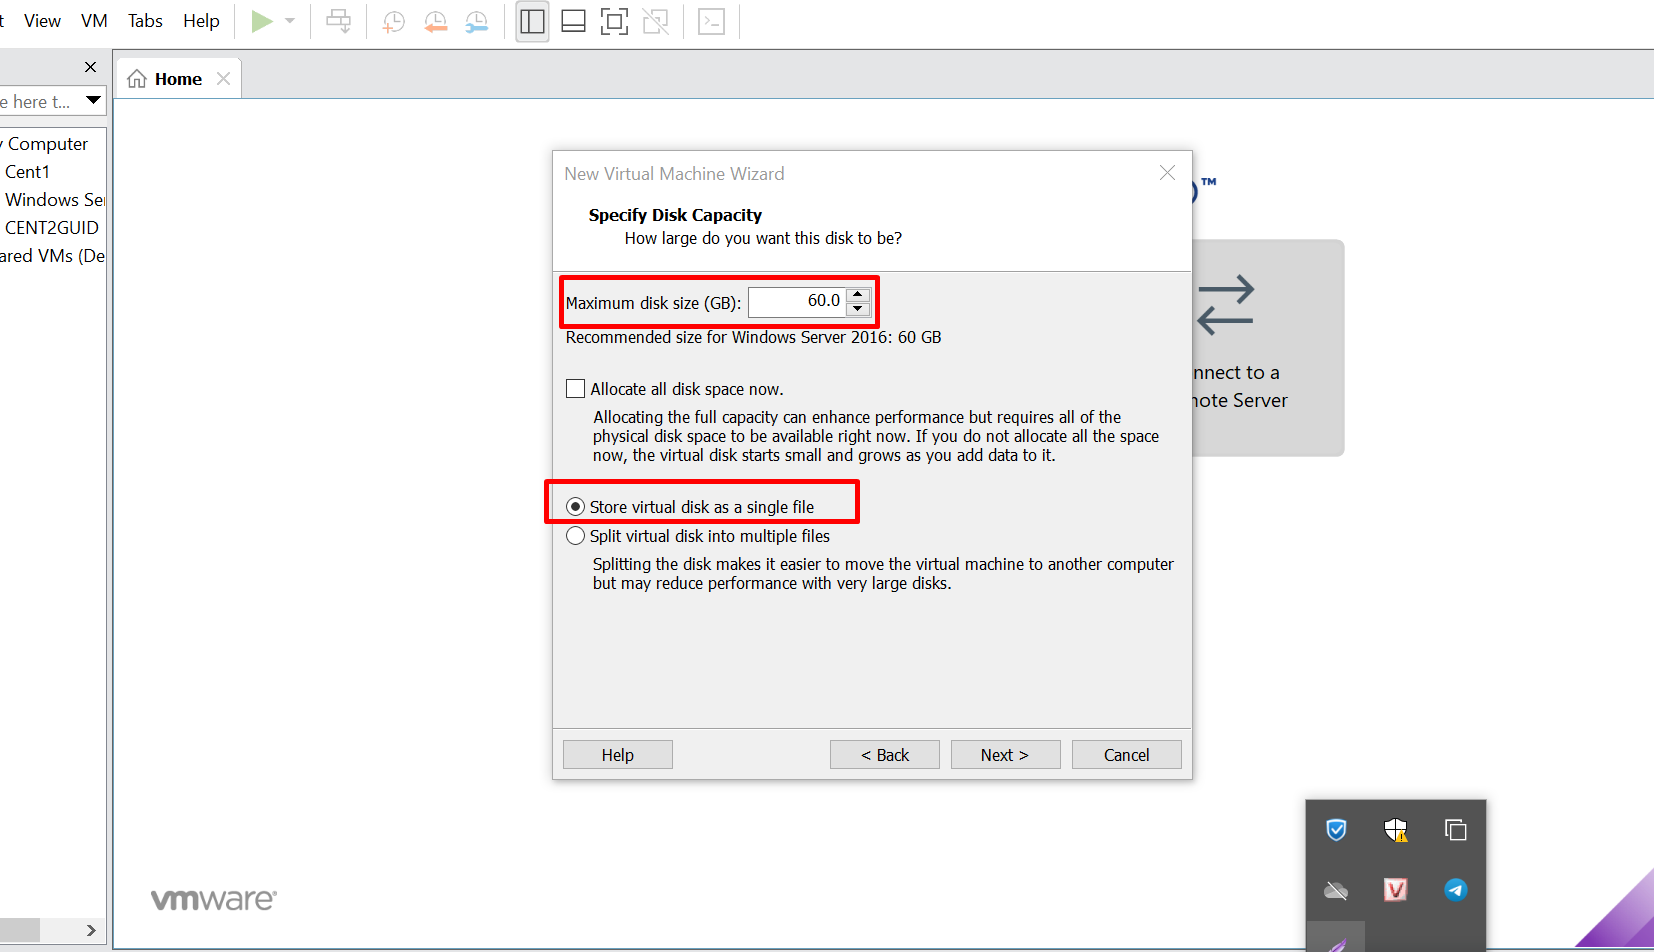 View VM Tabs Help
Home
e here t...
Computer
Cent1
Windows Ser
CENT2GUID
ared VMs (De
New Virtual Machine Wizard
Specify Disk Capacity
How large do you want this disk to be?
Maximum disk size (GB): 60.0
Recommended size for Windows Server 2016: 60 GB
Allocate all disk space now.
Allocating the full capacity can enhance performance but requires all of the
physical disk space to be available right now. If you do not allocate all the space
now, the virtual disk starts small and grows as you add data to it.
Store virtual disk as a single file
Split virtual disk into multiple files
Splitting the disk makes it easier to move the virtual machine to another computer
but may reduce performance with very large disks.
Help < Back Next > Cancel
TM
nnect to a
note Server
vmware®
V